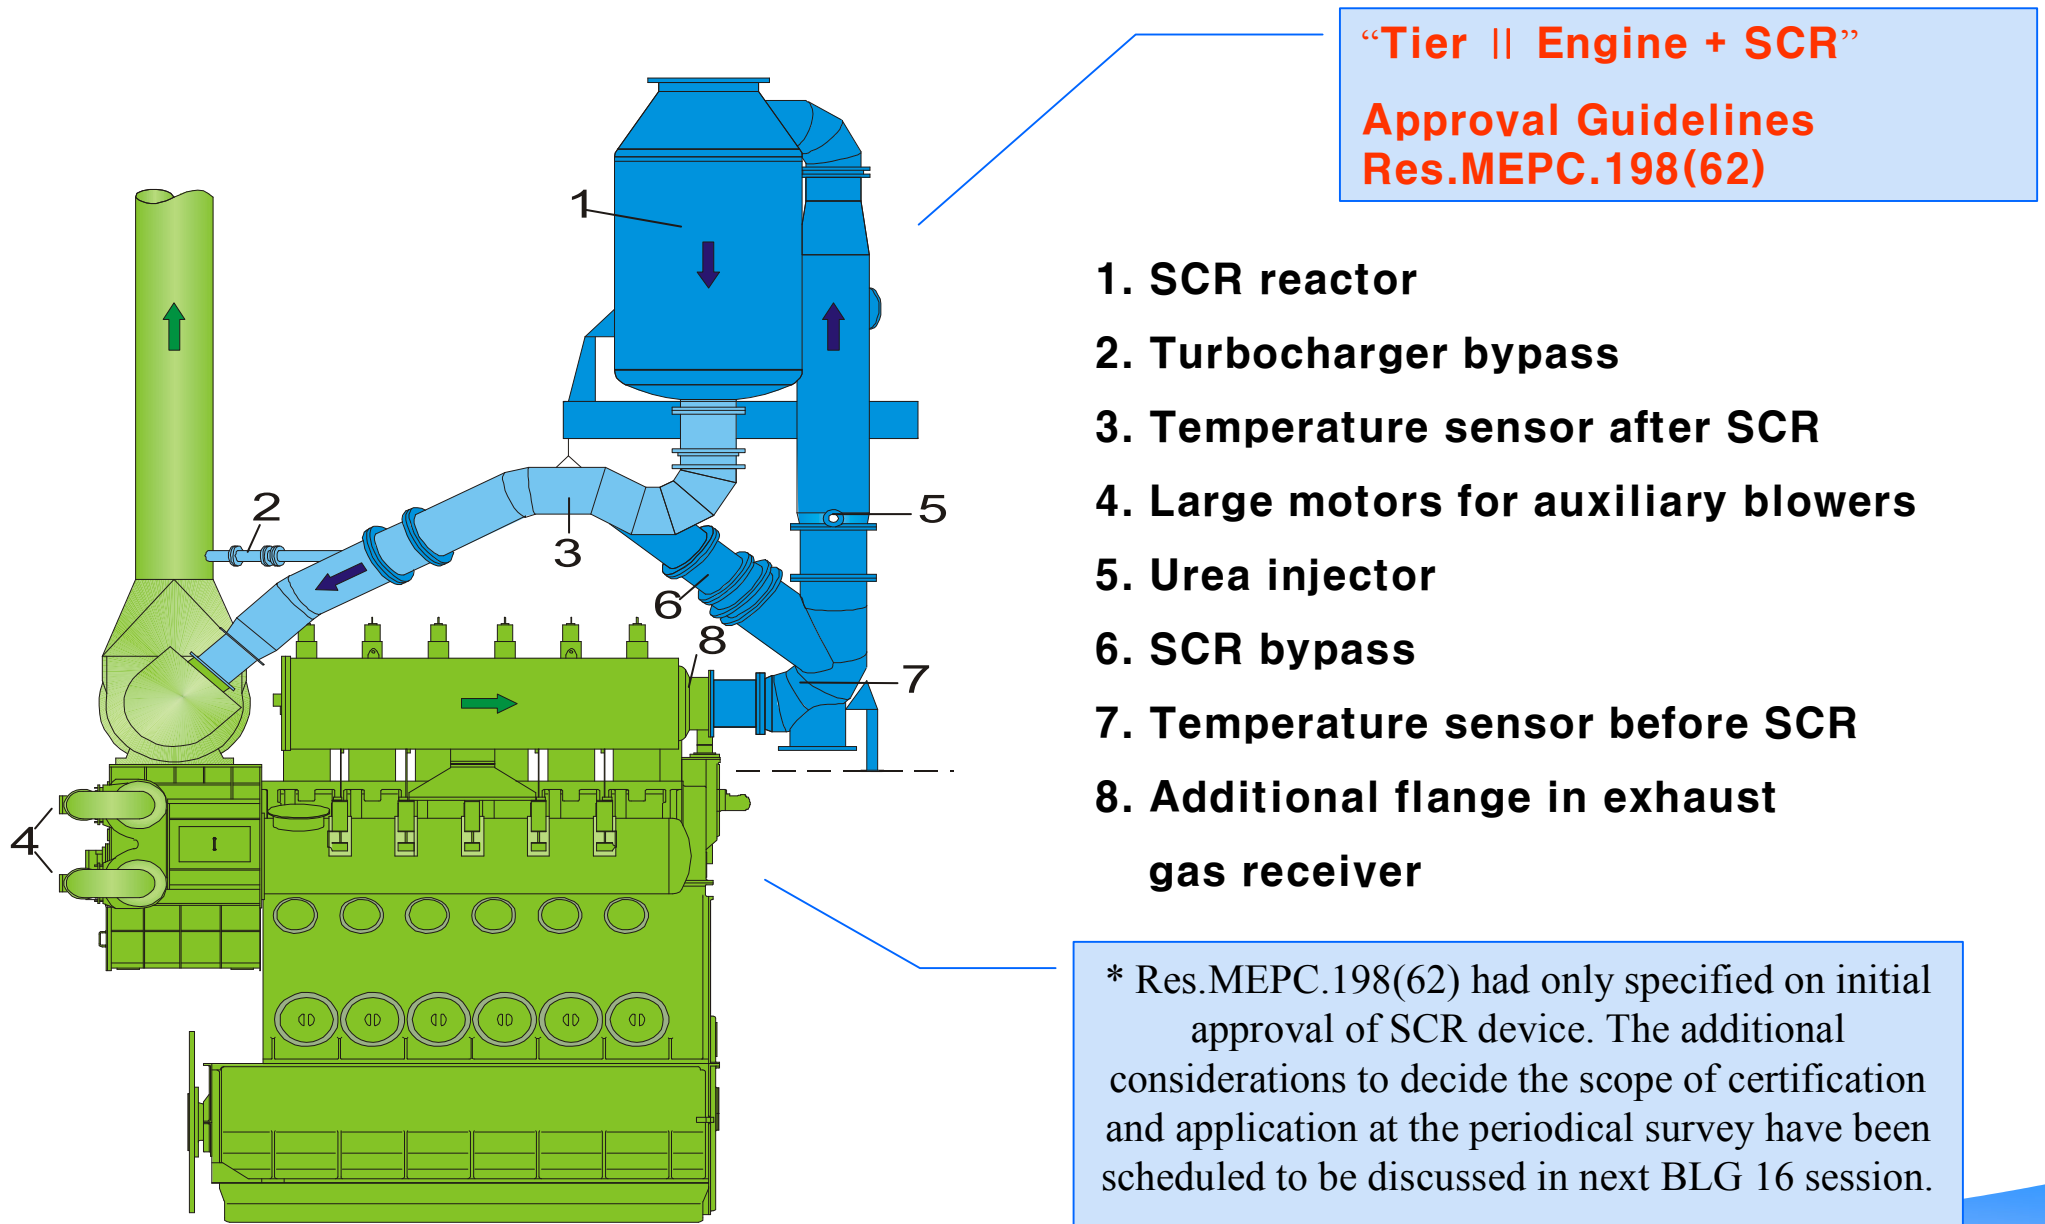 “Tier Ⅱ Engine + SCR”
Approval Guidelines
Res.MEPC.198(62)
1
2
3
4
5
6
7
8
1. SCR reactor
2. Turbocharger bypass
3. Temperature sensor after SCR
4. Large motors for auxiliary blowers
5. Urea injector
6. SCR bypass
7. Temperature sensor before SCR
8. Additional flange in exhaust
gas receiver
* Res.MEPC.198(62) had only specified on initial
approval of SCR device. The additional
considerations to decide the scope of certification
and application at the periodical survey have been
scheduled to be discussed in next BLG 16 session.